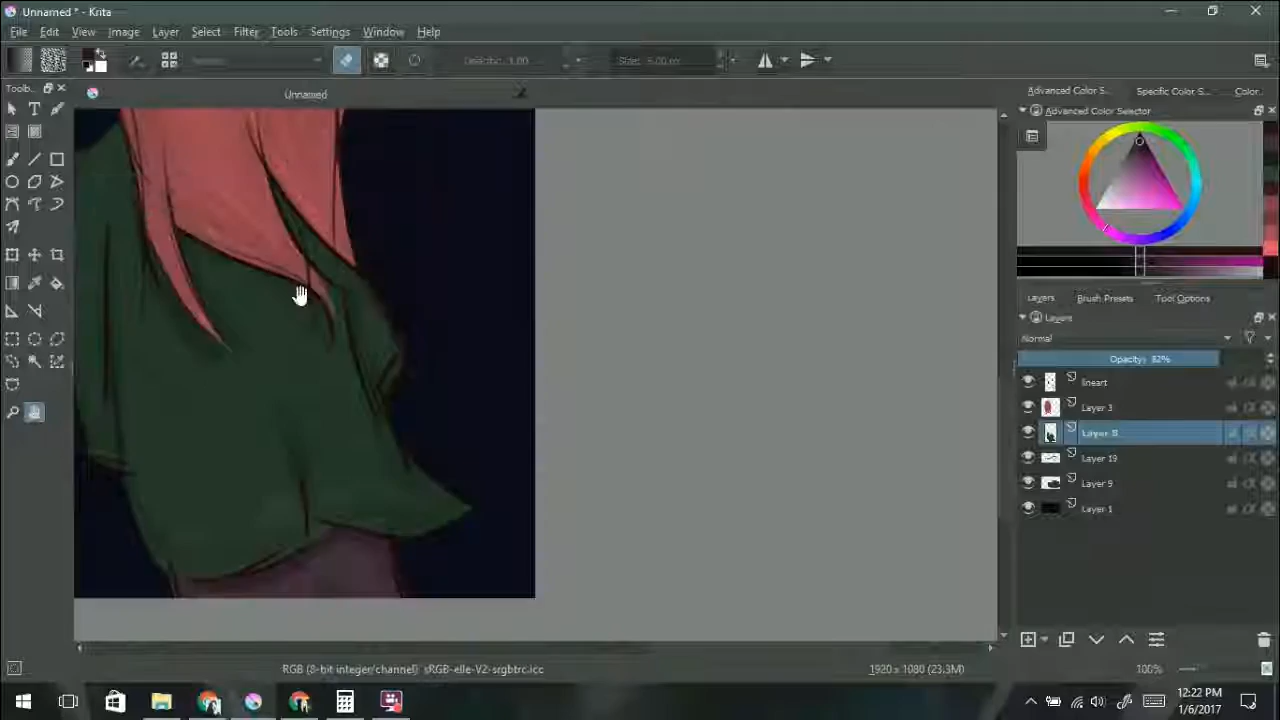 Unnamed * - Krita
File Edit View Image Layer Select Filter Tools Settings Window Help
Opacity: 1.00 Size: 5.00
Toolb... Unnamed Advanced Color S... Specific Color S... Color...
Advanced Color Selector
Layers Brush Presets Tool Options
Layers
Normal
Opacity: 82%
lineart
Layer 3
Layer 8
Layer 19
Layer 9
Layer 1
RGB (8-bit integer/channel) sRGB-elle-V2-srgbtrc.icc 1920 x 1080 (23.3M) 100%
12:22 PM
1/6/2017